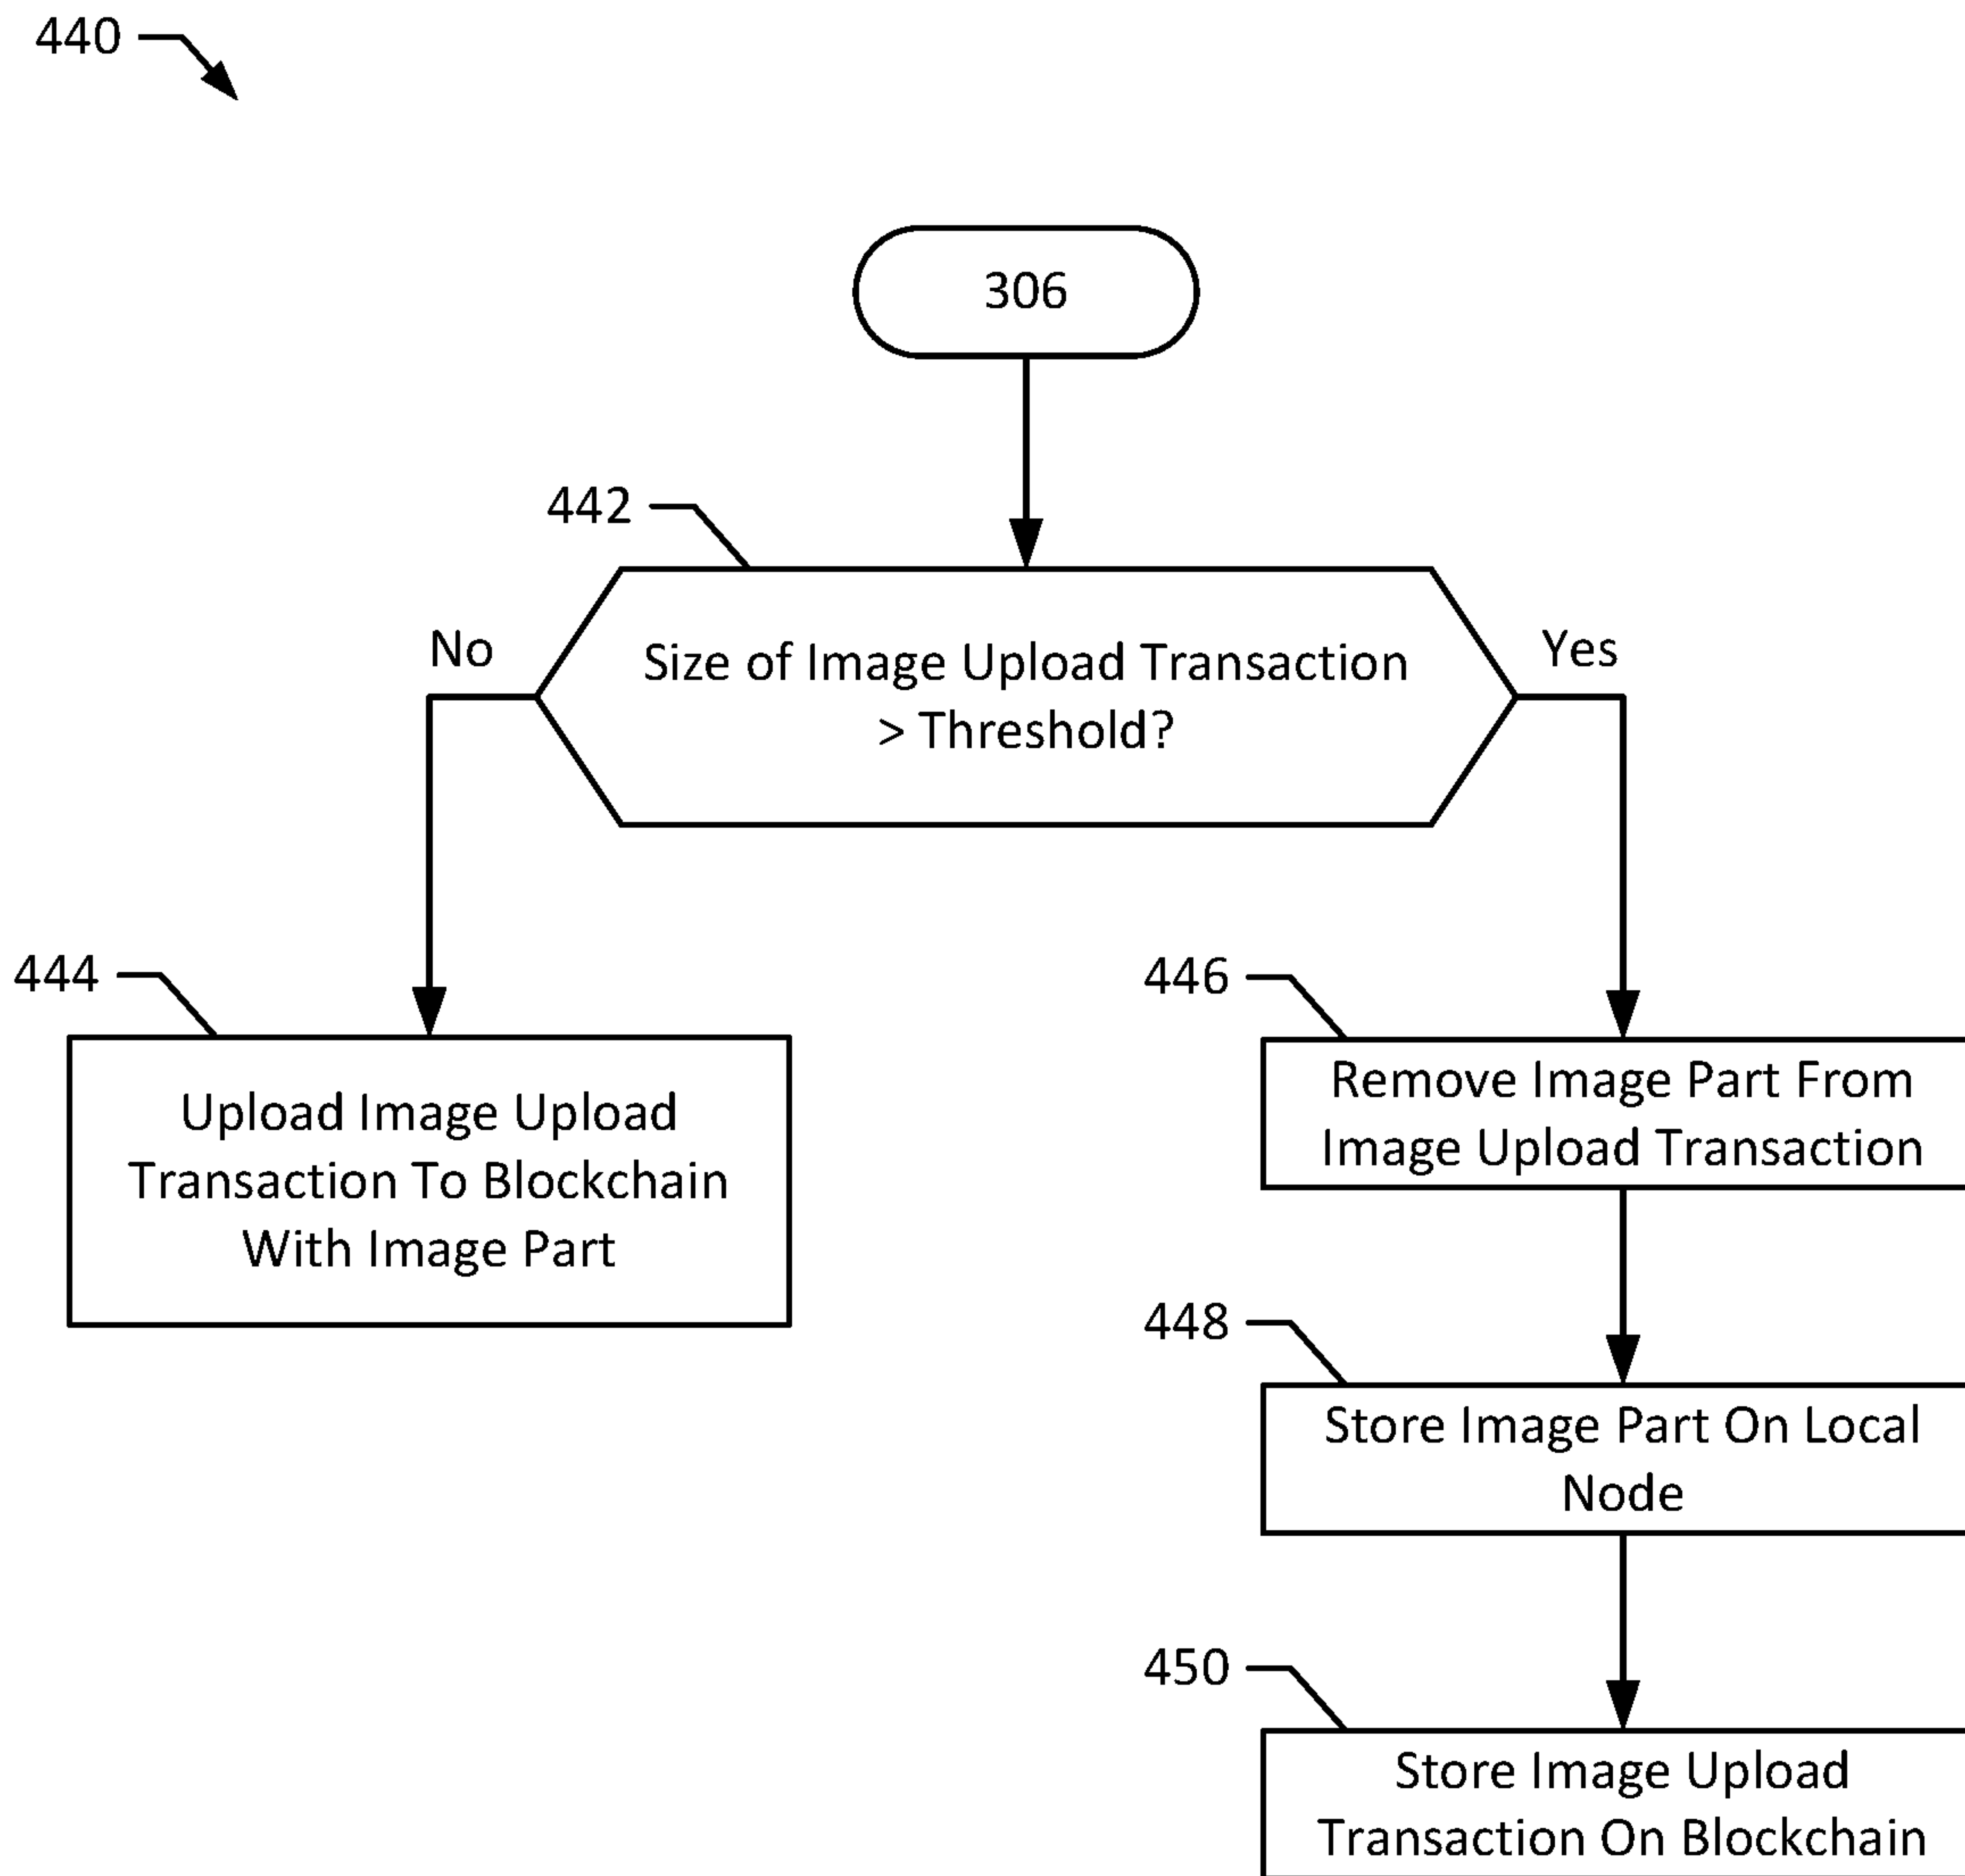 440
306
442
No
Size of Image Upload Transaction
> Threshold?
Yes
444
Upload Image Upload
Transaction To Blockchain
With Image Part
446
Remove Image Part From
Image Upload Transaction
448
Store Image Part On Local
Node
450
Store Image Upload
Transaction On Blockchain